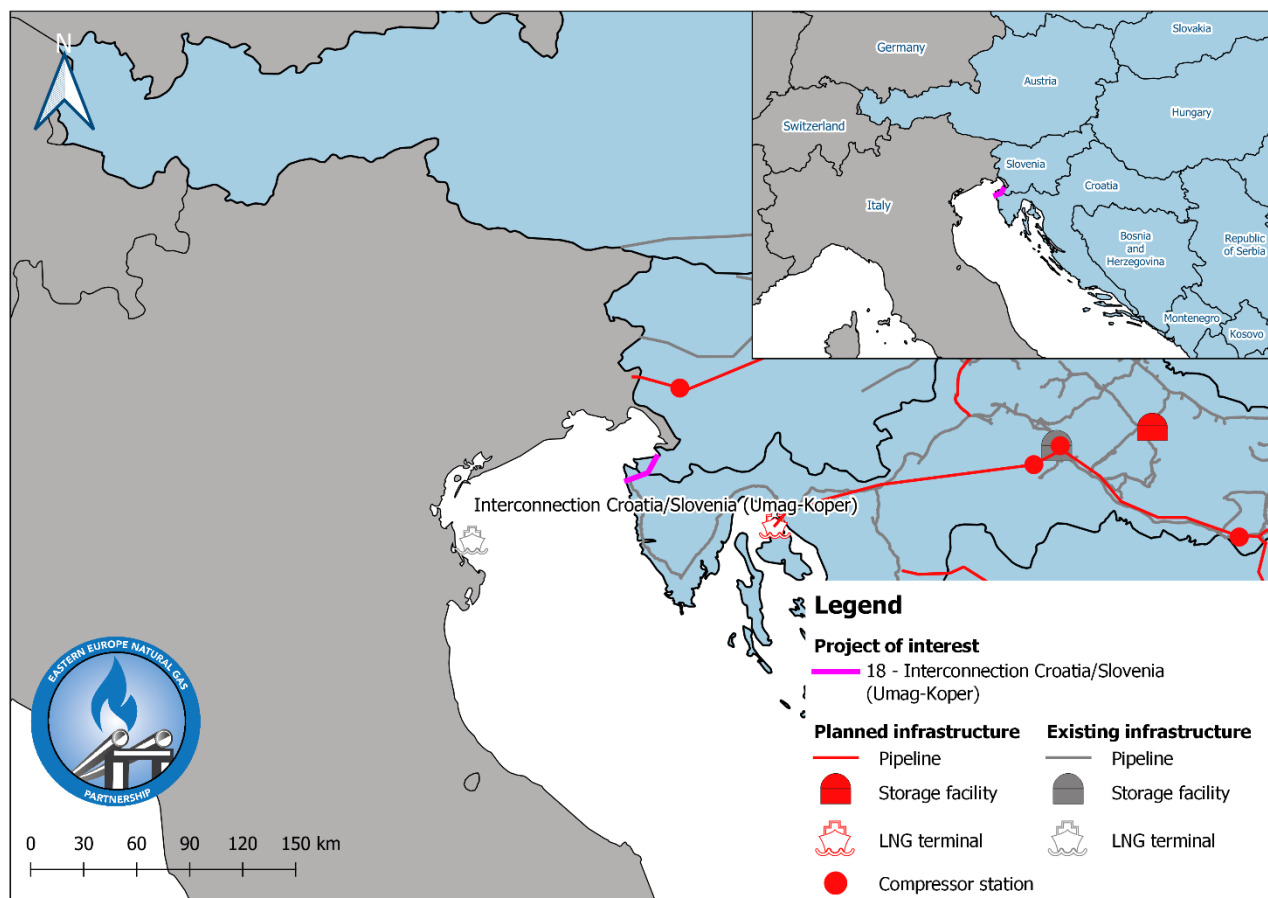 N
Germany
Slovakia
Austria
Switzerland
Hungary
Slovenia
Croatia
Italy
Bosnia
and
Herzegovina
Republic
of Serbia
Montenegro
Kosovo
Interconnection Croatia/Slovenia (Umag-Koper)
EASTERN EUROPE NATURAL GAS
PARTNERSHIP
0 30 60 90 120 150 km
Legend
Project of interest
18 - Interconnection Croatia/Slovenia
(Umag-Koper)
Planned infrastructure
Pipeline
Storage facility
LNG terminal
Compressor station
Existing infrastructure
Pipeline
Storage facility
LNG terminal